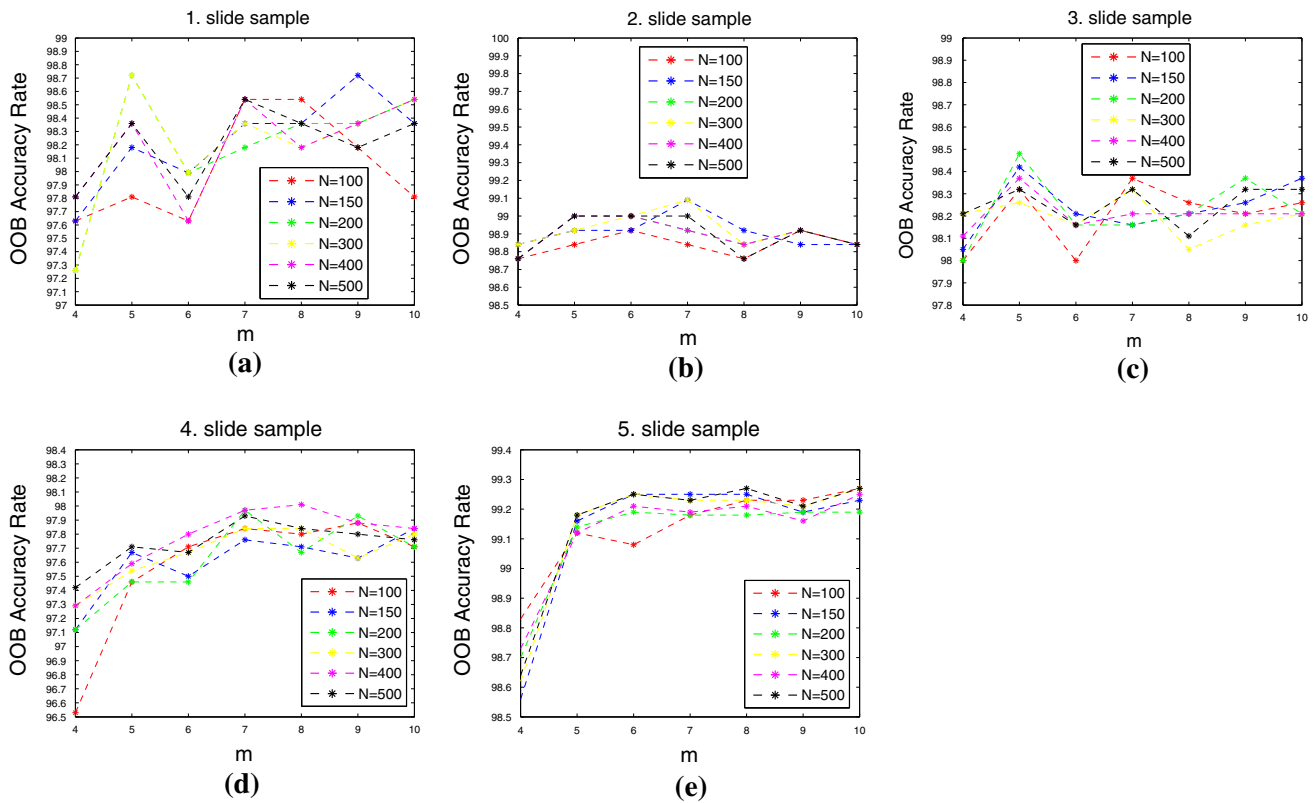 1. slide sample
OOB Accuracy Rate
99
98.9
98.8
98.7
98.6
98.5
98.4
98.3
98.2
98.1
98
97.9
97.8
97.7
97.6
97.5
97.4
97.3
97.2
97.1
97
4 5 6 7 8 9 10
m
N=100
N=150
N=200
N=300
N=400
N=500
(a)
2. slide sample
OOB Accuracy Rate
100
99.9
99.8
99.7
99.6
99.5
99.4
99.3
99.2
99.1
99
98.9
98.8
98.7
98.6
98.5
4 5 6 7 8 9 10
m
N=100
N=150
N=200
N=300
N=400
N=500
(b)
3. slide sample
OOB Accuracy Rate
99
98.9
98.8
98.7
98.6
98.5
98.4
98.3
98.2
98.1
98
97.9
97.8
4 5 6 7 8 9 10
m
N=100
N=150
N=200
N=300
N=400
N=500
(c)
4. slide sample
OOB Accuracy Rate
98.4
98.3
98.2
98.1
98
97.9
97.8
97.7
97.6
97.5
97.4
97.3
97.2
97.1
97
96.9
96.8
96.7
96.6
96.5
4 5 6 7 8 9 10
m
N=100
N=150
N=200
N=300
N=400
N=500
(d)
5. slide sample
OOB Accuracy Rate
99.4
99.3
99.2
99.1
99
98.9
98.8
98.7
98.6
98.5
4 5 6 7 8 9 10
m
N=100
N=150
N=200
N=300
N=400
N=500
(e)